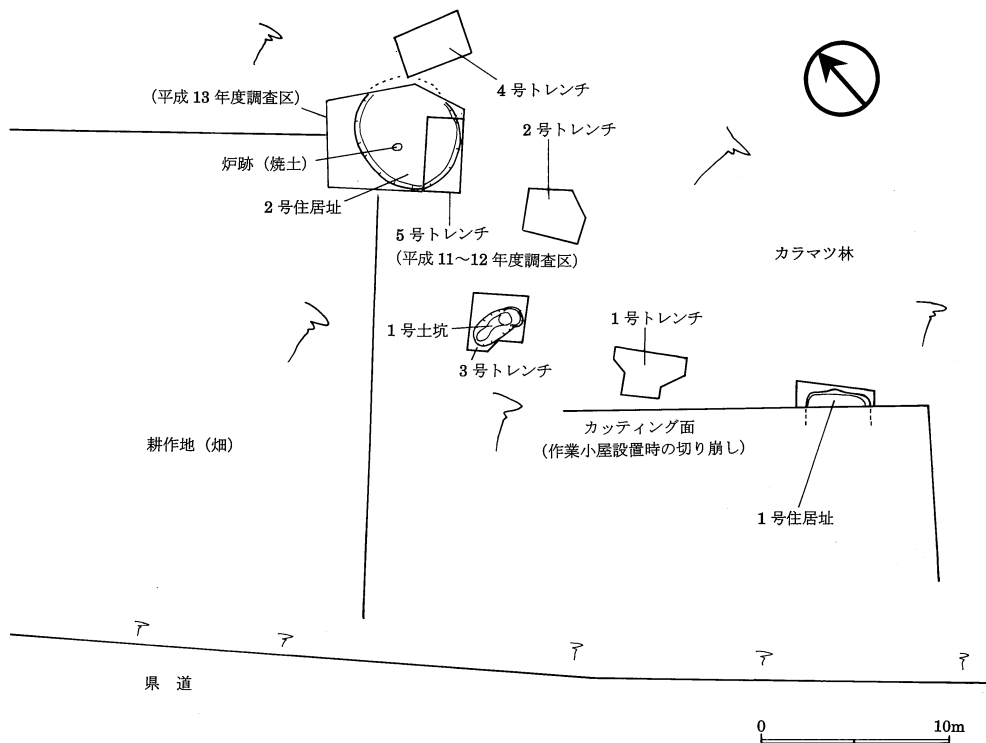 4号トレンチ
(平成13年度調査区)
2号トレンチ
炉跡(焼土)
2号住居址
5号トレンチ
(平成11〜12年度調査区)
カラマツ林
1号土坑
1号トレンチ
3号トレンチ
カッティング面
(作業小屋設置時の切り崩し)
耕作地(畑)
1号住居址
県道
0 10m